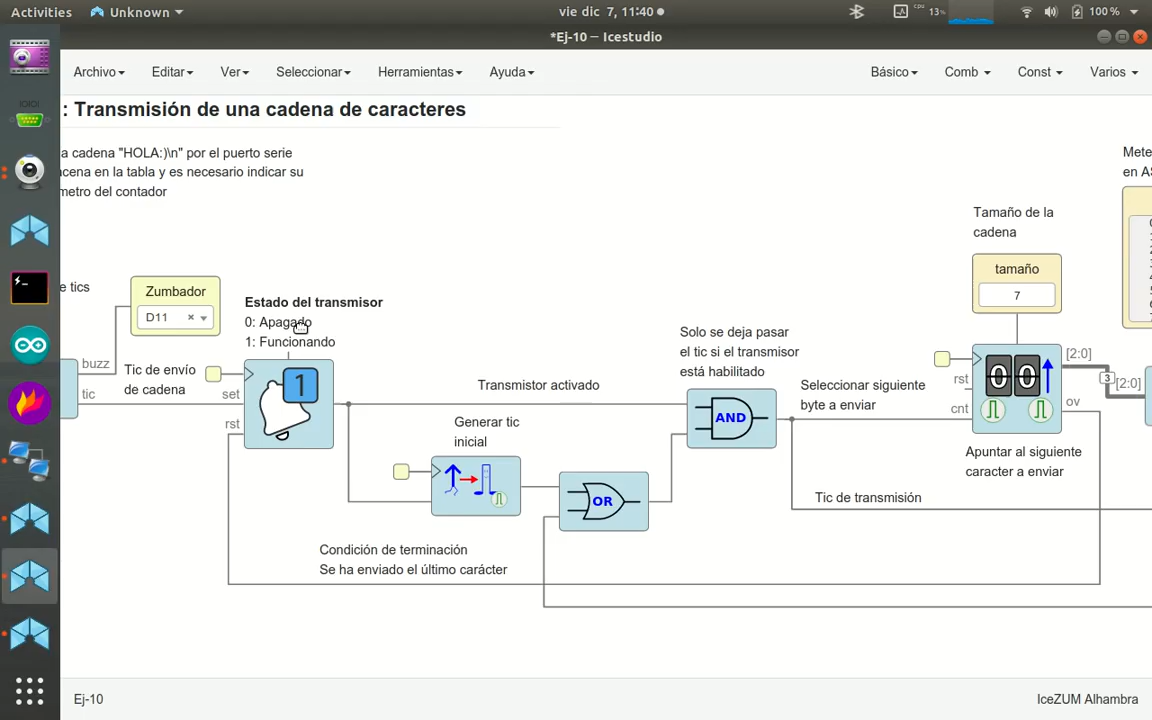 Activities
Unknown
vie dic 7, 11:40
cpu
13%
100 %
*Ej-10 – Icestudio
Archivo
Editar
Ver
Seleccionar
Herramientas
Ayuda
Básico
Comb
Const
Varios
: Transmisión de una cadena de caracteres
a cadena "HOLA:)\n" por el puerto serie
acena en la tabla y es necesario indicar su
metro del contador
Mete
en AS
Tamaño de la
cadena
tamaño
7
e tics
Zumbador
D11
Estado del transmisor
0: Apagado
1: Funcionando
Solo se deja pasar
el tic si el transmisor
está habilitado
buzz
tic
Tic de envío
de cadena
set
rst
1
Transmistor activado
Generar tic
inicial
AND
Seleccionar siguiente
byte a enviar
rst
cnt
00
[2:0]
ov
3
[2:0]
Apuntar al siguiente
caracter a enviar
OR
Tic de transmisión
Condición de terminación
Se ha enviado el último carácter
Ej-10
IceZUM Alhambra